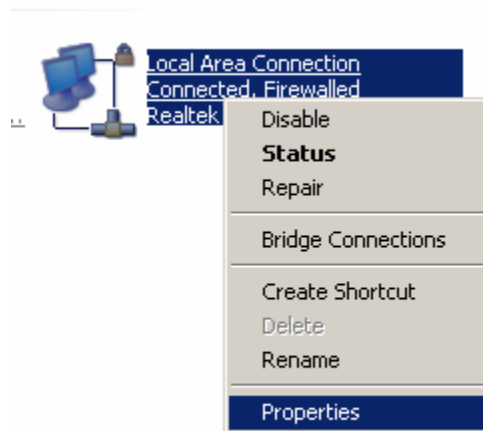 Local Area Connection
Connected, Firewalled
Realtek
Disable
Status
Repair
Bridge Connections
Create Shortcut
Delete
Rename
Properties